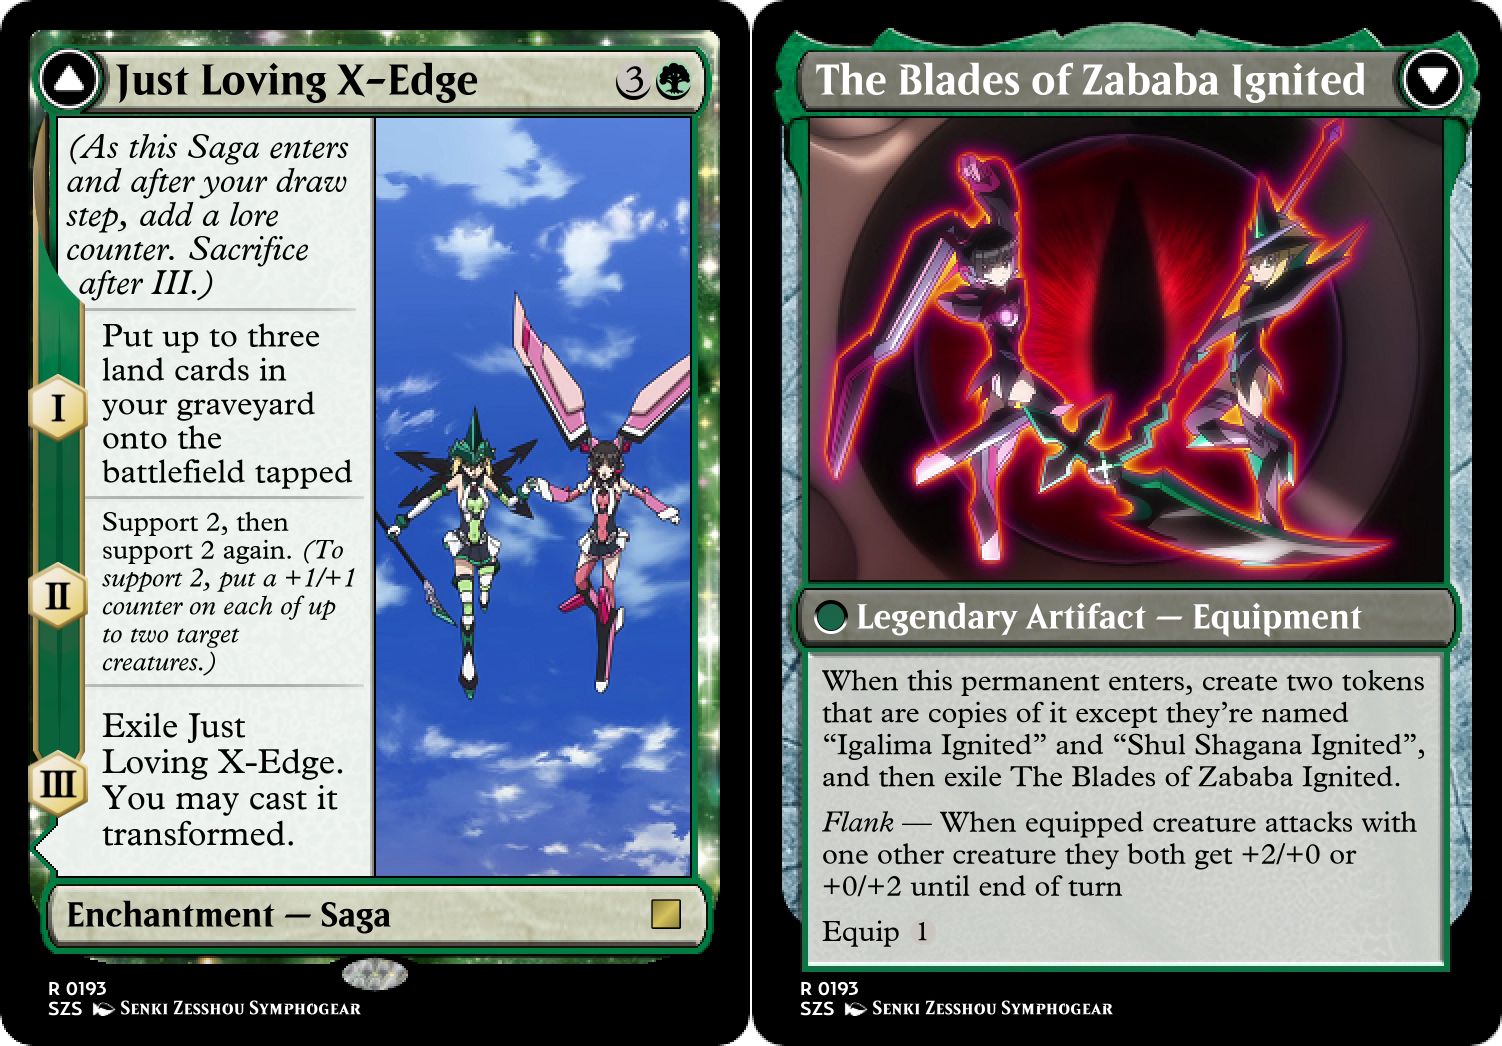 Just Loving X-Edge
3
(As this Saga enters
and after your draw
step, add a lore
counter. Sacrifice
after III.)
I
Put up to three
land cards in
your graveyard
onto the
battlefield tapped
II
Support 2, then
support 2 again. (To
support 2, put a +1/+1
counter on each of up
to two target
creatures.)
III
Exile Just
Loving X-Edge.
You may cast it
transformed.
Enchantment — Saga
R 0193
SZS Senki Zesshou Symphogear
The Blades of Zababa Ignited
Legendary Artifact — Equipment
When this permanent enters, create two tokens
that are copies of it except they're named
“Igalima Ignited” and “Shul Shagana Ignited”,
and then exile The Blades of Zababa Ignited.
Flank — When equipped creature attacks with
one other creature they both get +2/+0 or
+0/+2 until end of turn
Equip 1
R 0193
SZS Senki Zesshou Symphogear